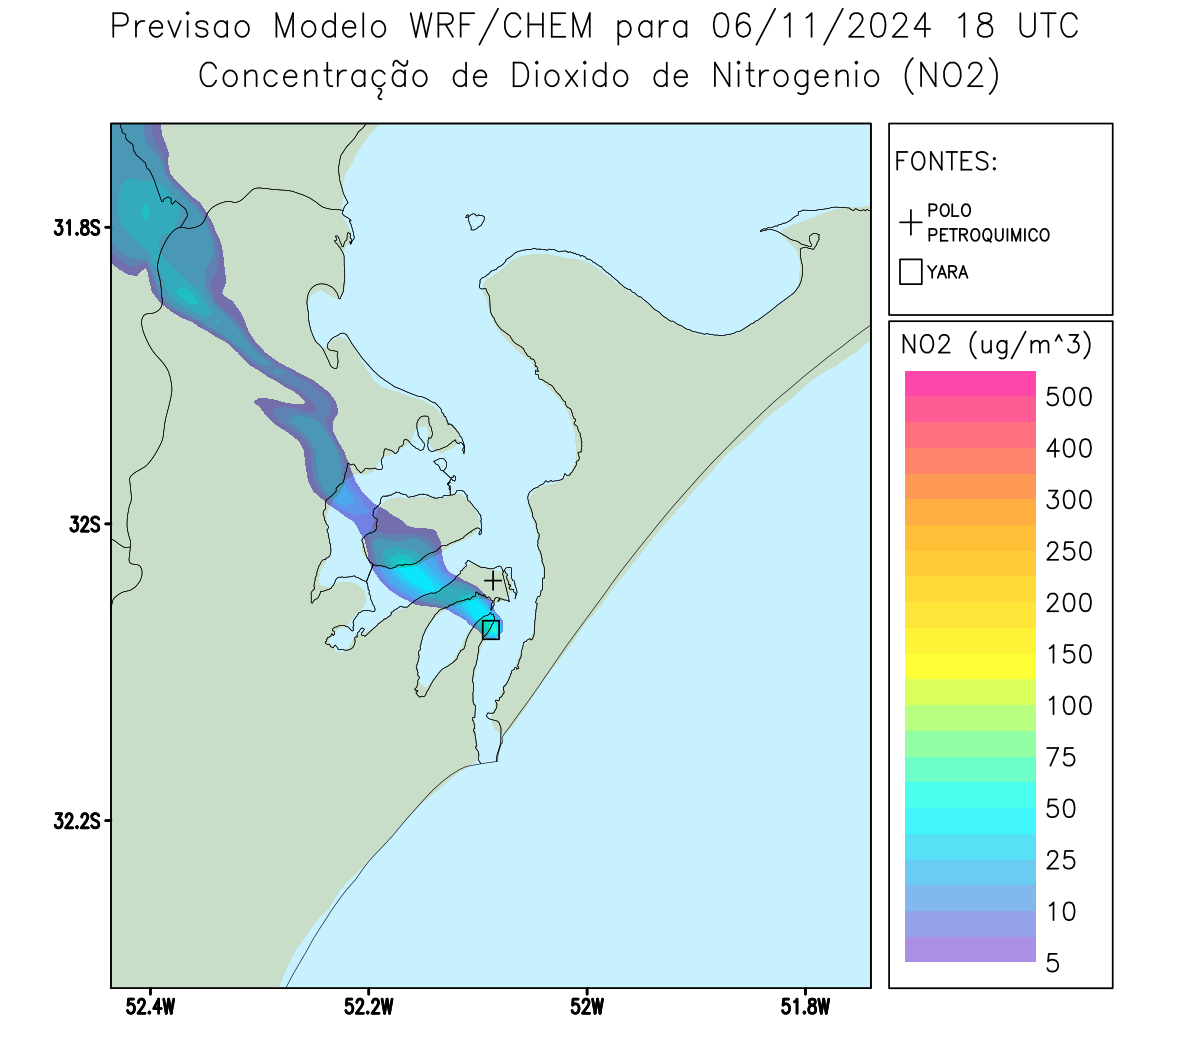 Previsao Modelo WRF/CHEM para 06/11/2024 18 UTC
Concentração de Dioxido de Nitrogenio (NO2)
FONTES:
POLO
PETROQUIMICO
YARA
NO2 (ug/m^3)
500
400
300
250
200
150
100
75
50
25
10
5
31.8S
32S
32.2S
52.4W
52.2W
52W
51.8W